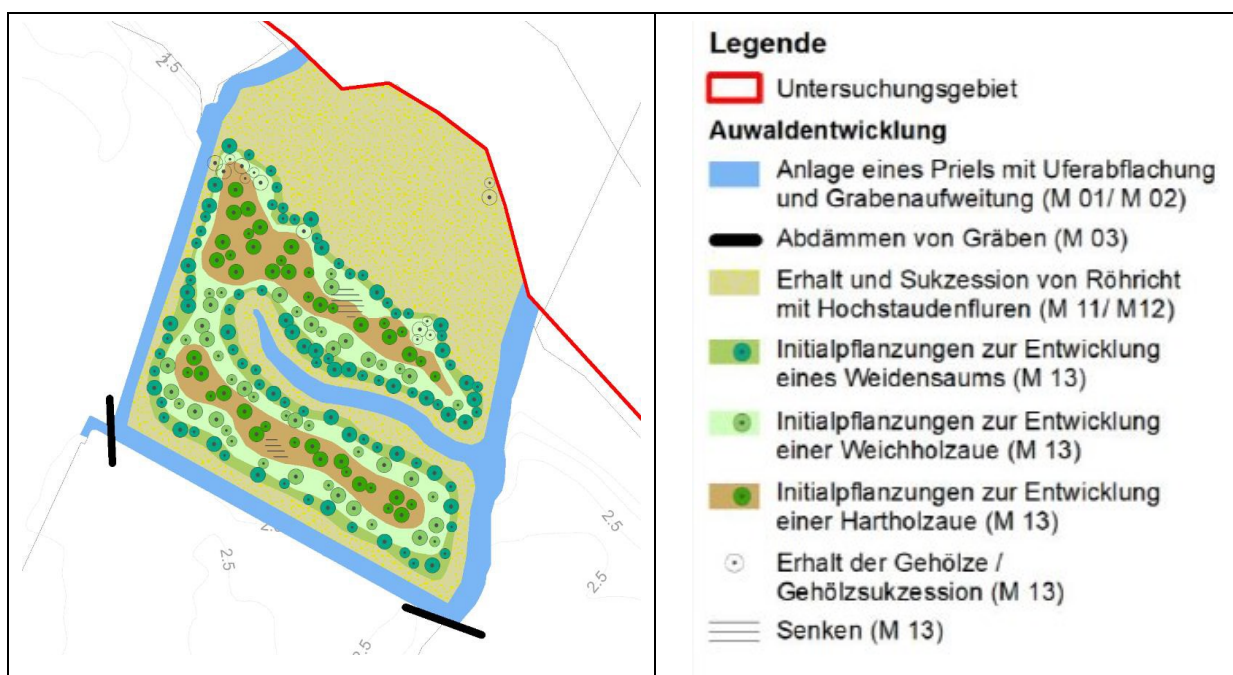 2.5
2.5
2.5
2.5
2.5
Legende
Untersuchungsgebiet
Auwaldentwicklung
Anlage eines Priels mit Uferabflachung
und Grabenaufweitung (M 01/ M 02)
Abdämmen von Gräben (M 03)
Erhalt und Sukzession von Röhricht
mit Hochstaudenfluren (M 11/ M12)
Initialpflanzungen zur Entwicklung
eines Weidensaums (M 13)
Initialpflanzungen zur Entwicklung
einer Weichholzaue (M 13)
Initialpflanzungen zur Entwicklung
einer Hartholzaue (M 13)
Erhalt der Gehölze /
Gehölzsukzession (M 13)
Senken (M 13)